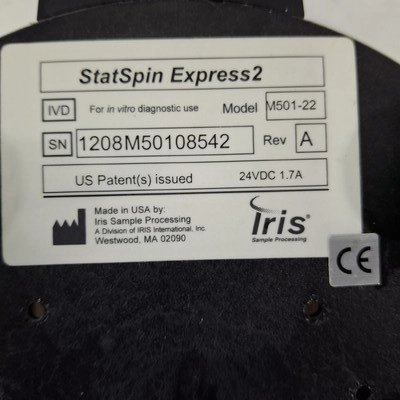 StatSpin Express2
IVD For in vitro diagnostic use Model M501-22
SN 1208M50108542 Rev A
US Patent(s) issued 24VDC 1.7A
Made in USA by:
Iris Sample Processing
A Division of IRIS International, Inc.
Westwood, MA 02090
Iris®
Sample Processing
CE